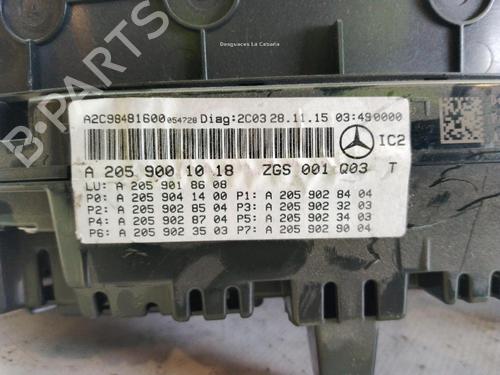 Desguaces La Cabaña
A2C98481600054728 Diag:2C03 28.11.15 03:490000
IC2
A 205 900 10 18 ZGS 001 Q03 T
LU: A 205 901 86 08
P0: A 205 904 14 00 P1: A 205 902 84 04
P2: A 205 902 85 04 P3: A 205 902 32 03
P4: A 205 902 87 04 P5: A 205 902 34 03
P6: A 205 902 35 03 P7: A 205 902 90 04
B-PARTS